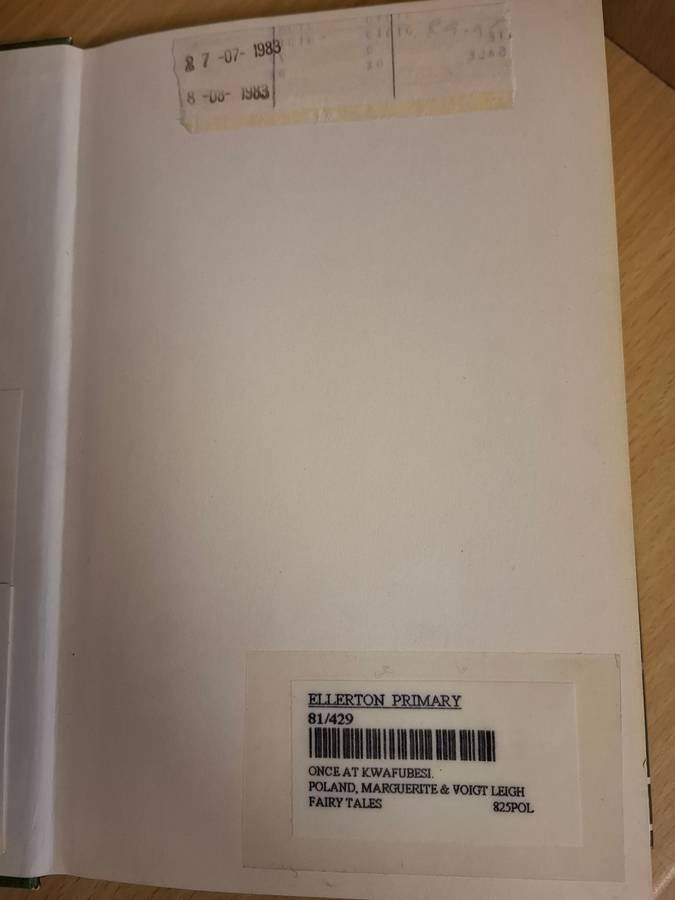 27 -07- 1983
8 -08- 1983
ELLERTON PRIMARY
81/429
ONCE AT KWAFUBESI.
POLAND, MARGUERITE & VOIGT LEIGH
FAIRY TALES 825POL